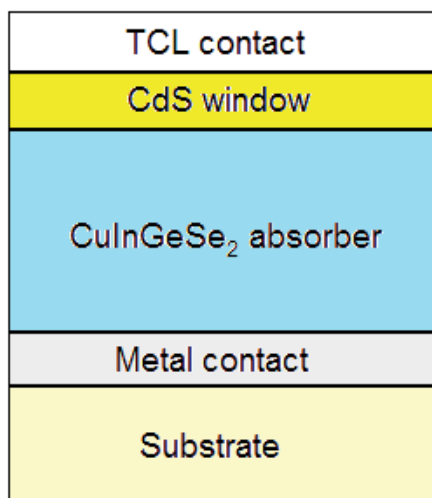 TCL contact
CdS window
CuInGeSe₂ absorber
Metal contact
Substrate